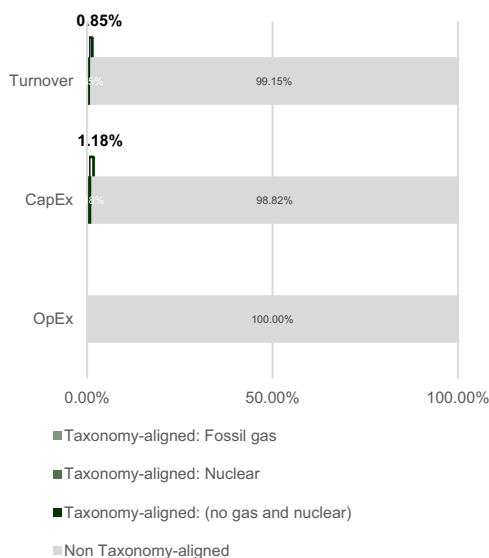 0.85%
Turnover
99.15%
1.18%
CapEx
8%
98.82%
OpEx
100.00%
0.00%
50.00%
100.00%
Taxonomy-aligned: Fossil gas
Taxonomy-aligned: Nuclear
Taxonomy-aligned: (no gas and nuclear)
Non Taxonomy-aligned